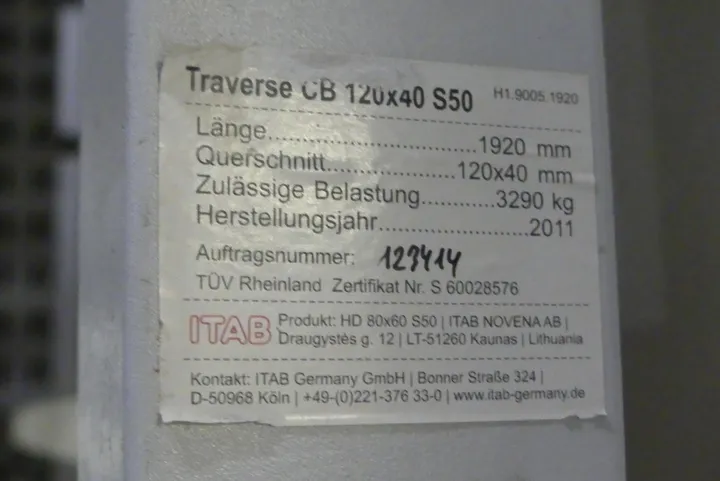 Traverse CB 120x40 S50 H1.9005.1920
Länge....................1920 mm
Querschnitt...............120x40 mm
Zulässige Belastung..........3290 kg
Herstellungsjahr.....................2011
Auftragsnummer: 123414
TÜV Rheinland Zertifikat Nr. S 60028576
ITAB Produkt: HD 80x60 S50 | ITAB NOVENA AB |
Draugystės g. 12 | LT-51260 Kaunas | Lithuania
Kontakt: ITAB Germany GmbH | Bonner Straße 324 |
D-50968 Köln | +49-(0)221-376 33-0 | www.itab-germany.de